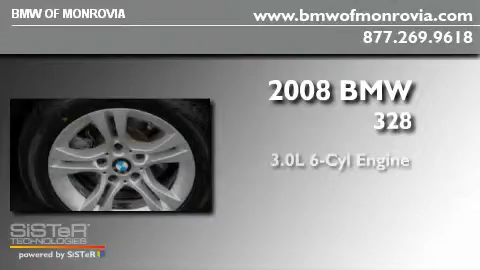 BMW OF MONROVIA
www.bmwofmonrovia.com
877.269.9618
2008 BMW
328
3.0L 6-Cyl Engine
SiSTeR
TECHNOLOGIES
powered by SiSTeR